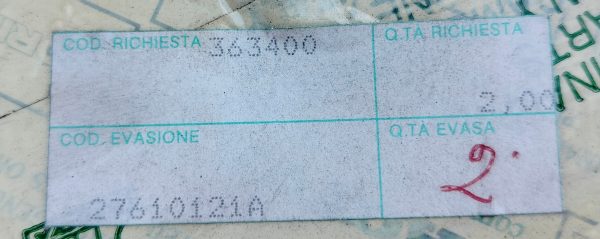 COD. RICHIESTA 363400
Q.TA RICHIESTA
2,00
COD. EVASIONE
Q.TA EVASA
2.
27610121A